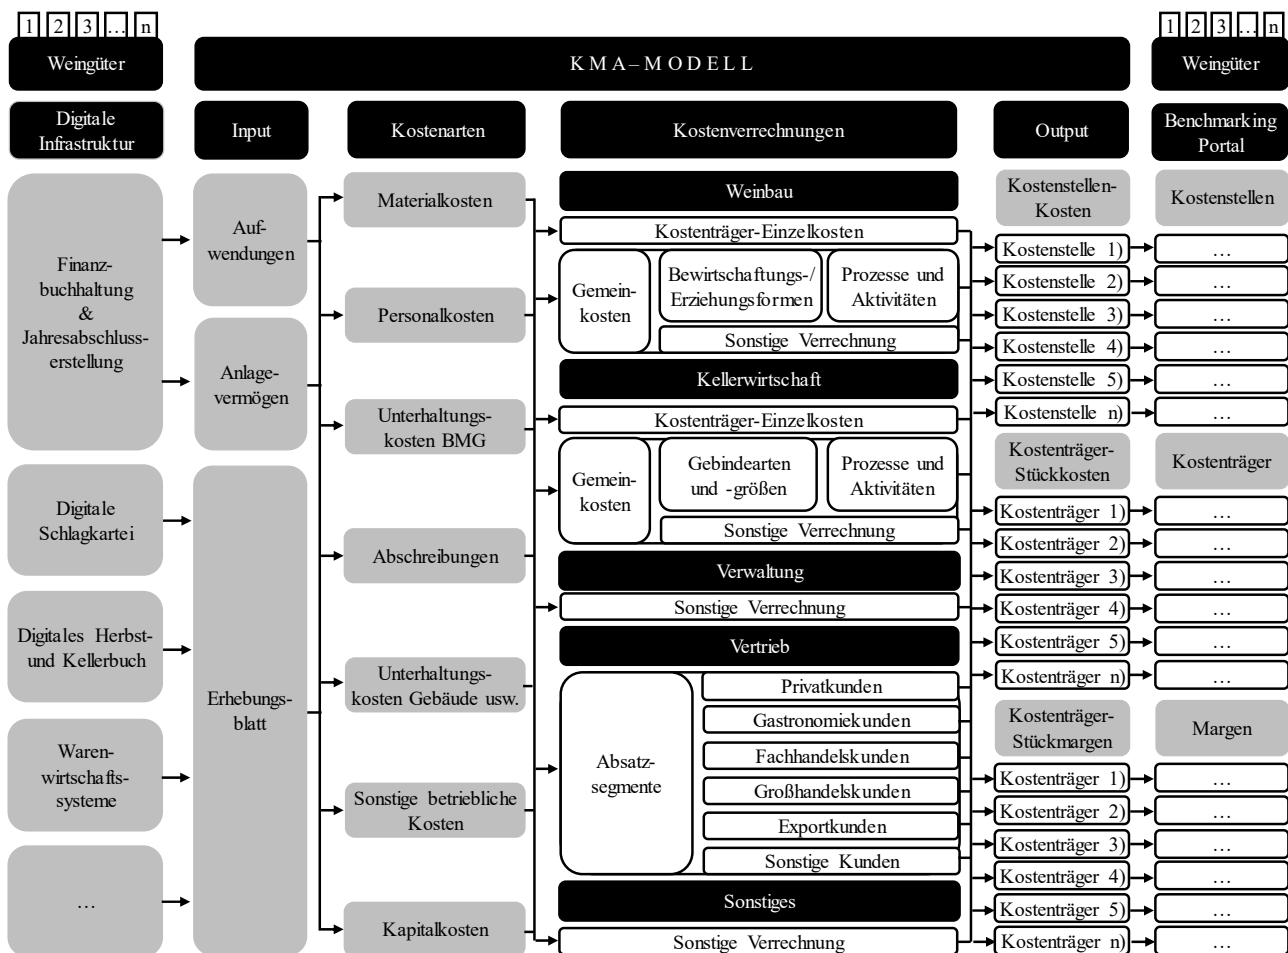 1 2 3 … n
Weingüter
KMA–MODELL
1 2 3 … n
Weingüter
Digitale
Infrastruktur
Input
Kostenarten
Kostenverrechnungen
Output
Benchmarking
Portal
Finanz-
buchhaltung
&
Jahresabschluss-
erstellung
Digitale
Schlagkartei
Digitales Herbst-
und Kellerbuch
Waren-
wirtschafts-
systeme
…
Auf-
wendungen
Anlage-
vermögen
Erhebungs-
blatt
Materialkosten
Personalkosten
Unterhaltungs-
kosten BMG
Abschreibungen
Unterhaltungs-
kosten Gebäude usw.
Sonstige betriebliche
Kosten
Kapitalkosten
Weinbau
Kostenträger-Einzelkosten
Gemein-
kosten
Bewirtschaftungs-/
Erziehungsformen
Prozesse und
Aktivitäten
Sonstige Verrechnung
Kellerwirtschaft
Kostenträger-Einzelkosten
Gemein-
kosten
Gebindearten
und -größen
Prozesse und
Aktivitäten
Sonstige Verrechnung
Verwaltung
Sonstige Verrechnung
Vertrieb
Absatz-
segmente
Privatkunden
Gastronomiekunden
Fachhandelskunden
Großhandelskunden
Exportkunden
Sonstige Kunden
Sonstiges
Sonstige Verrechnung
Kostenstellen-
Kosten
Kostenstelle 1)
Kostenstelle 2)
Kostenstelle 3)
Kostenstelle 4)
Kostenstelle 5)
Kostenstelle n)
Kostenträger-
Stückkosten
Kostenträger 1)
Kostenträger 2)
Kostenträger 3)
Kostenträger 4)
Kostenträger 5)
Kostenträger n)
Kostenträger-
Stückmargen
Kostenträger 1)
Kostenträger 2)
Kostenträger 3)
Kostenträger 4)
Kostenträger 5)
Kostenträger n)
Kostenstellen
…
…
…
…
…
…
Kostenträger
…
…
…
…
…
…
Margen
…
…
…
…
…
…